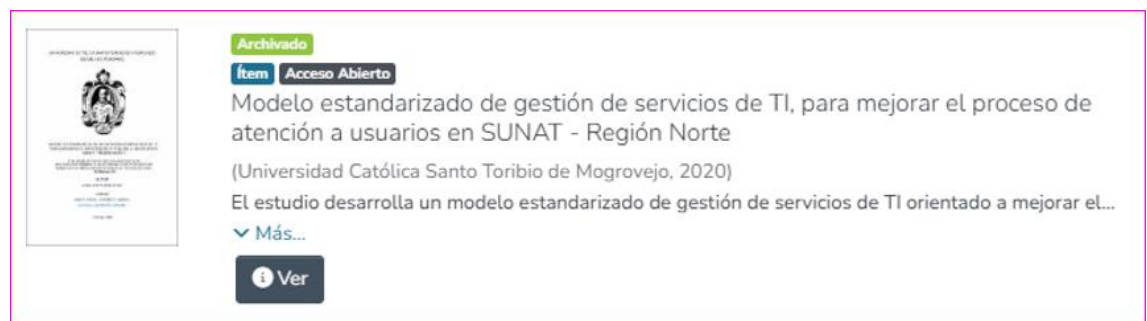 Archivado
Ítem Acceso Abierto
Modelo estandarizado de gestión de servicios de TI, para mejorar el proceso de
atención a usuarios en SUNAT - Región Norte
(Universidad Católica Santo Toribio de Mogrovejo, 2020)
El estudio desarrolla un modelo estandarizado de gestión de servicios de TI orientado a mejorar el...
Más...
Ver